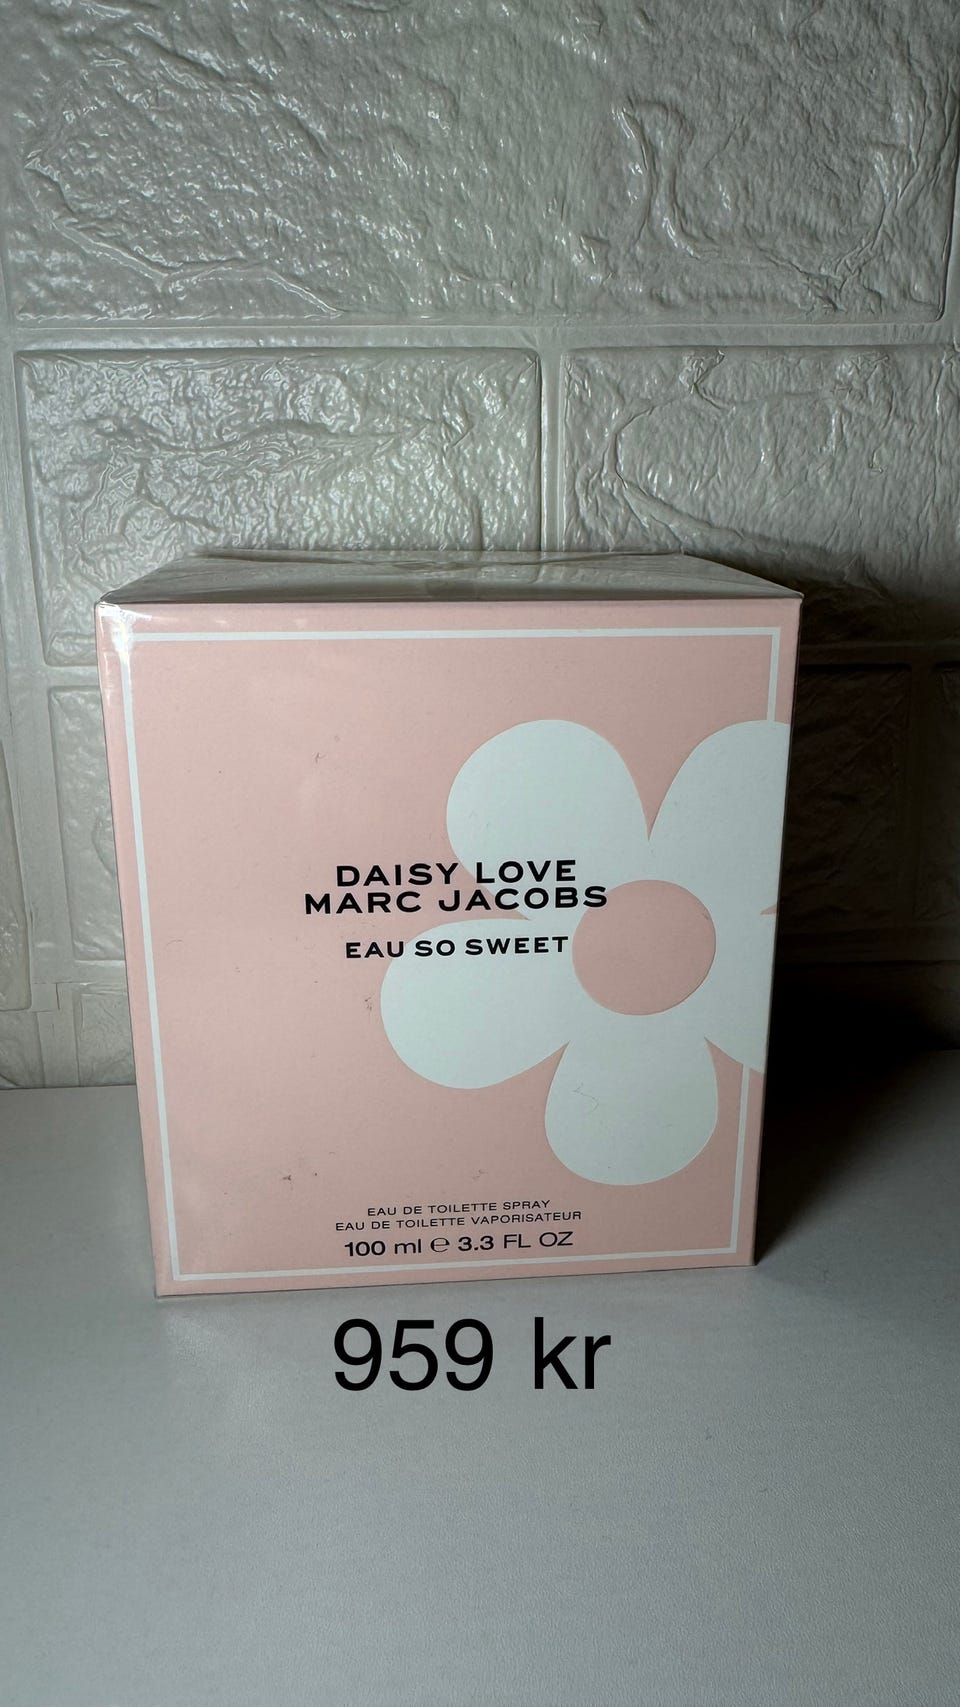 DAISY LOVE
MARC JACOBS
EAU SO SWEET
EAU DE TOILETTE SPRAY
EAU DE TOILETTE VAPORISATEUR
100 ml ℮ 3.3 FL OZ
959 kr